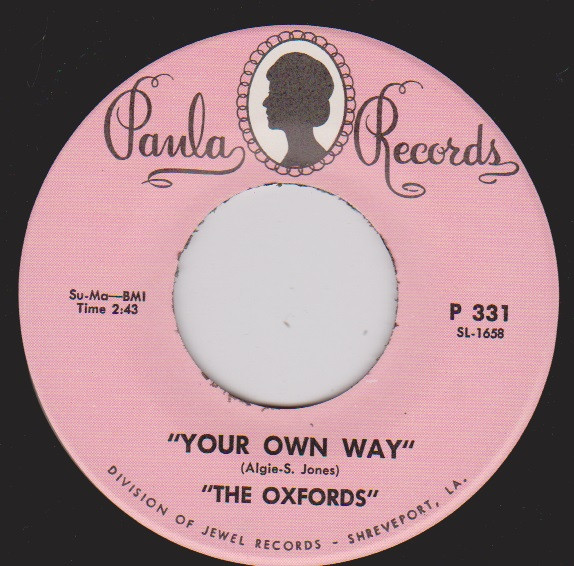 Paula Records
Su-Ma—BMI
Time 2:43
P 331
SL-1658
"YOUR OWN WAY"
(Algie-S. Jones)
"THE OXFORDS"
DIVISION OF JEWEL RECORDS - SHREVEPORT, LA.